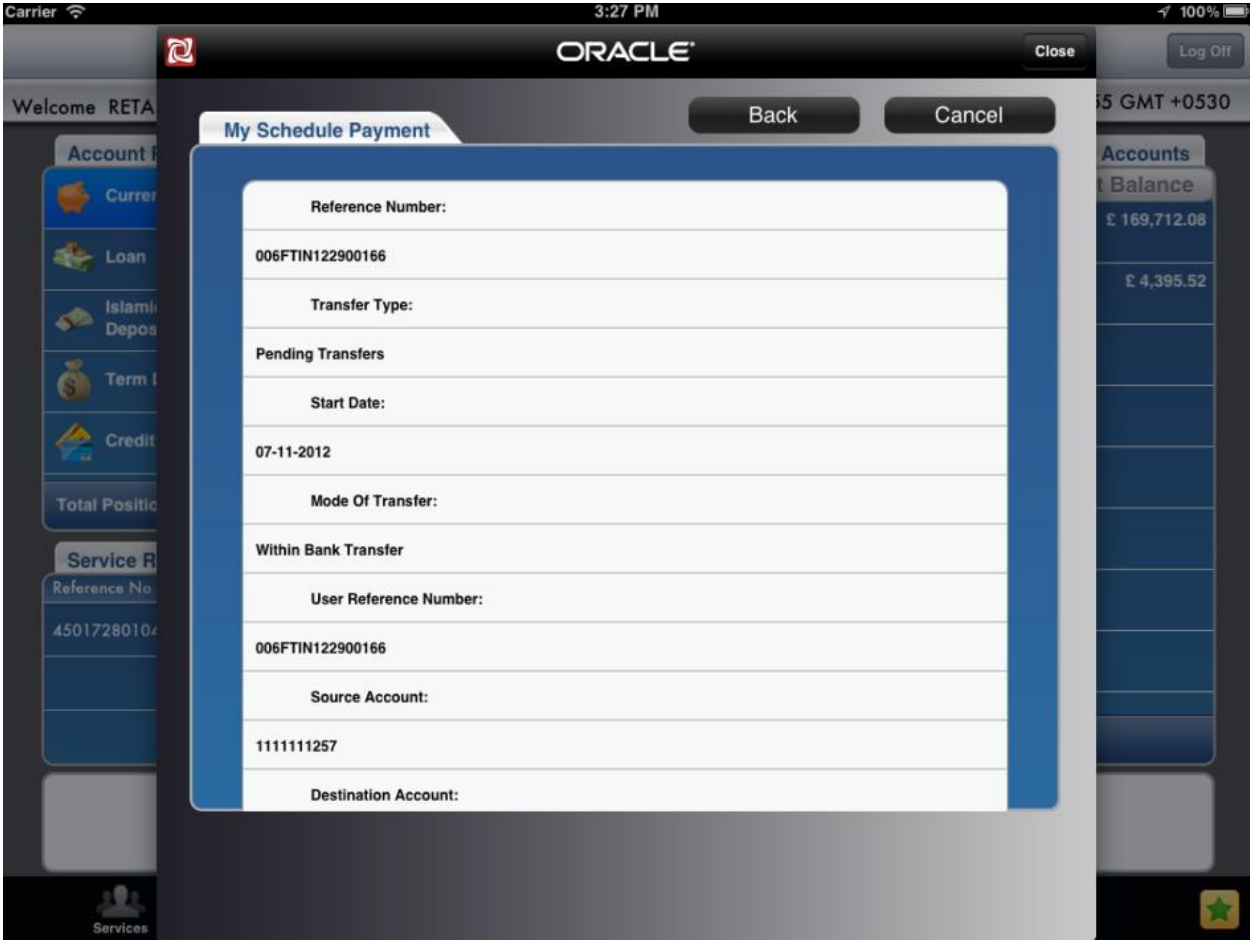 Carrier 3:27 PM 100%
ORACLE
Close
Log Off
Welcome RETA
55 GMT +0530
Back
Cancel
My Schedule Payment
Account
Accounts
t Balance
Curren
£ 169,712.08
Loan
£ 4,395.52
Islami
Depos
Term
Credit
Total Positio
Service R
Reference No
4501728010
Reference Number:
006FTIN122900166
Transfer Type:
Pending Transfers
Start Date:
07-11-2012
Mode Of Transfer:
Within Bank Transfer
User Reference Number:
006FTIN122900166
Source Account:
1111111257
Destination Account:
Services